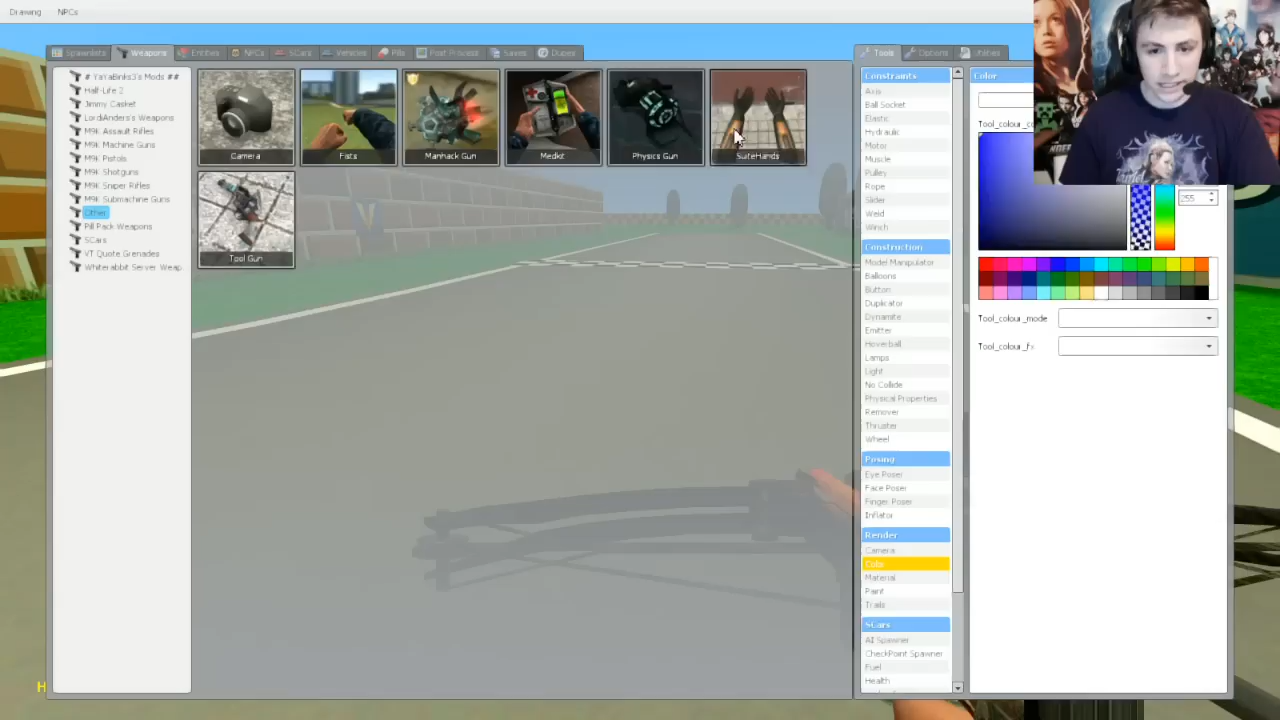 Drawing NPCs
Spawnlists Weapons Entities NPCs SCars Vehicles Pills Post Process Saves Dupes
Tools Options Utilities
# YaYaBinks3's Mods ##
Half-Life 2
Jimmy Casket
LordiAnders's Weapons
M9K Assault Rifles
M9K Machine Guns
M9K Pistols
M9K Shotguns
M9K Sniper Rifles
M9K Submachine Guns
Other
Pill Pack Weapons
SCars
VT Quote Grenades
Whiterabbit Server Weap
Camera
Fists
Manhack Gun
Medkit
Physics Gun
SuiteHands
Tool Gun
Constraints
Axis
Ball Socket
Elastic
Hydraulic
Motor
Muscle
Pulley
Rope
Slider
Weld
Winch
Construction
Model Manipulator
Balloons
Button
Duplicator
Dynamite
Emitter
Hoverball
Lamps
Light
No Collide
Physical Properties
Remover
Thruster
Wheel
Posing
Eye Poser
Face Poser
Finger Poser
Inflator
Render
Camera
Color
Material
Paint
Trails
SCars
AI Spawner
CheckPoint Spawner
Fuel
Health
Color
Tool_colour_co
255
Tool_colour_mode
Tool_colour_fx
H